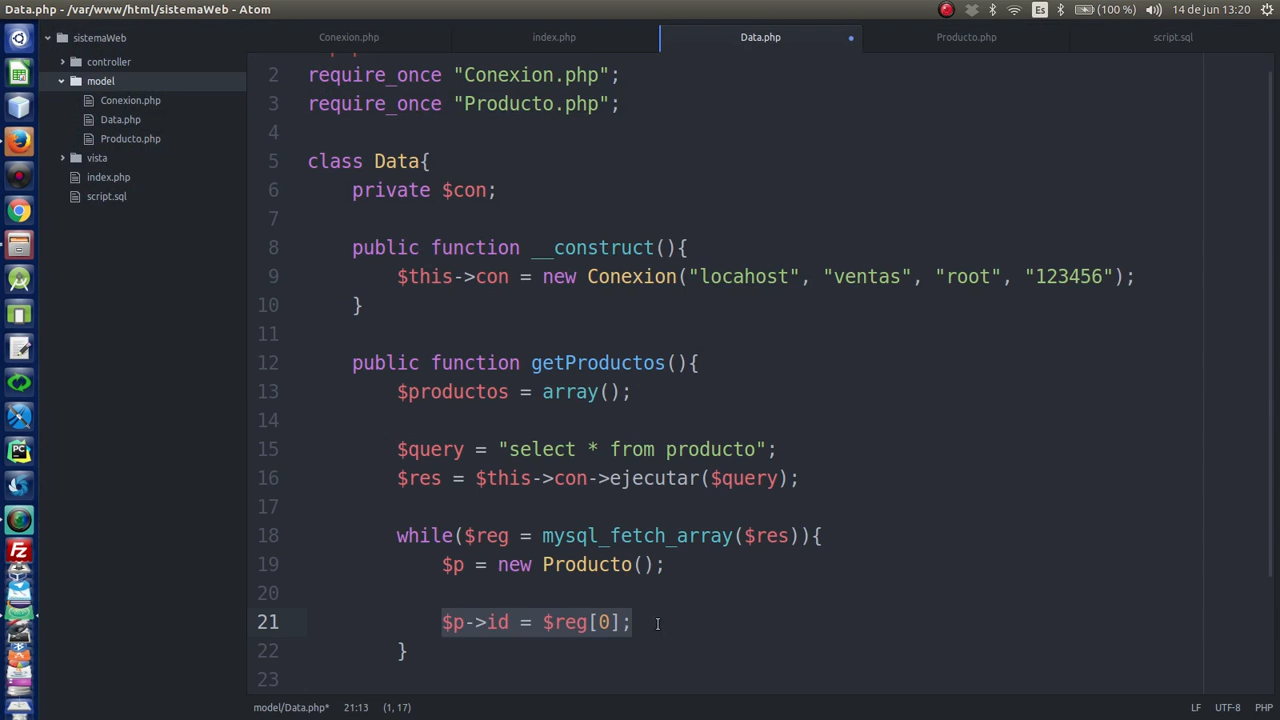 Data.php - /var/www/html/sistemaWeb - Atom
Es
(100 %)
14 de jun 13:20
sistemaWeb
controller
model
Conexion.php
Data.php
Producto.php
vista
index.php
script.sql
Conexion.php
index.php
Data.php
Producto.php
script.sql
2 require_once "Conexion.php";
3 require_once "Producto.php";
4
5 class Data{
6 private $con;
7
8 public function __construct(){
9 $this->con = new Conexion("locahost", "ventas", "root", "123456");
10 }
11
12 public function getProductos(){
13 $productos = array();
14
15 $query = "select * from producto";
16 $res = $this->con->ejecutar($query);
17
18 while($reg = mysql_fetch_array($res)){
19 $p = new Producto();
20
21 $p->id = $reg[0];
22 }
23
model/Data.php* 21:13 (1, 17)
LF UTF-8 PHP
PC
Fz